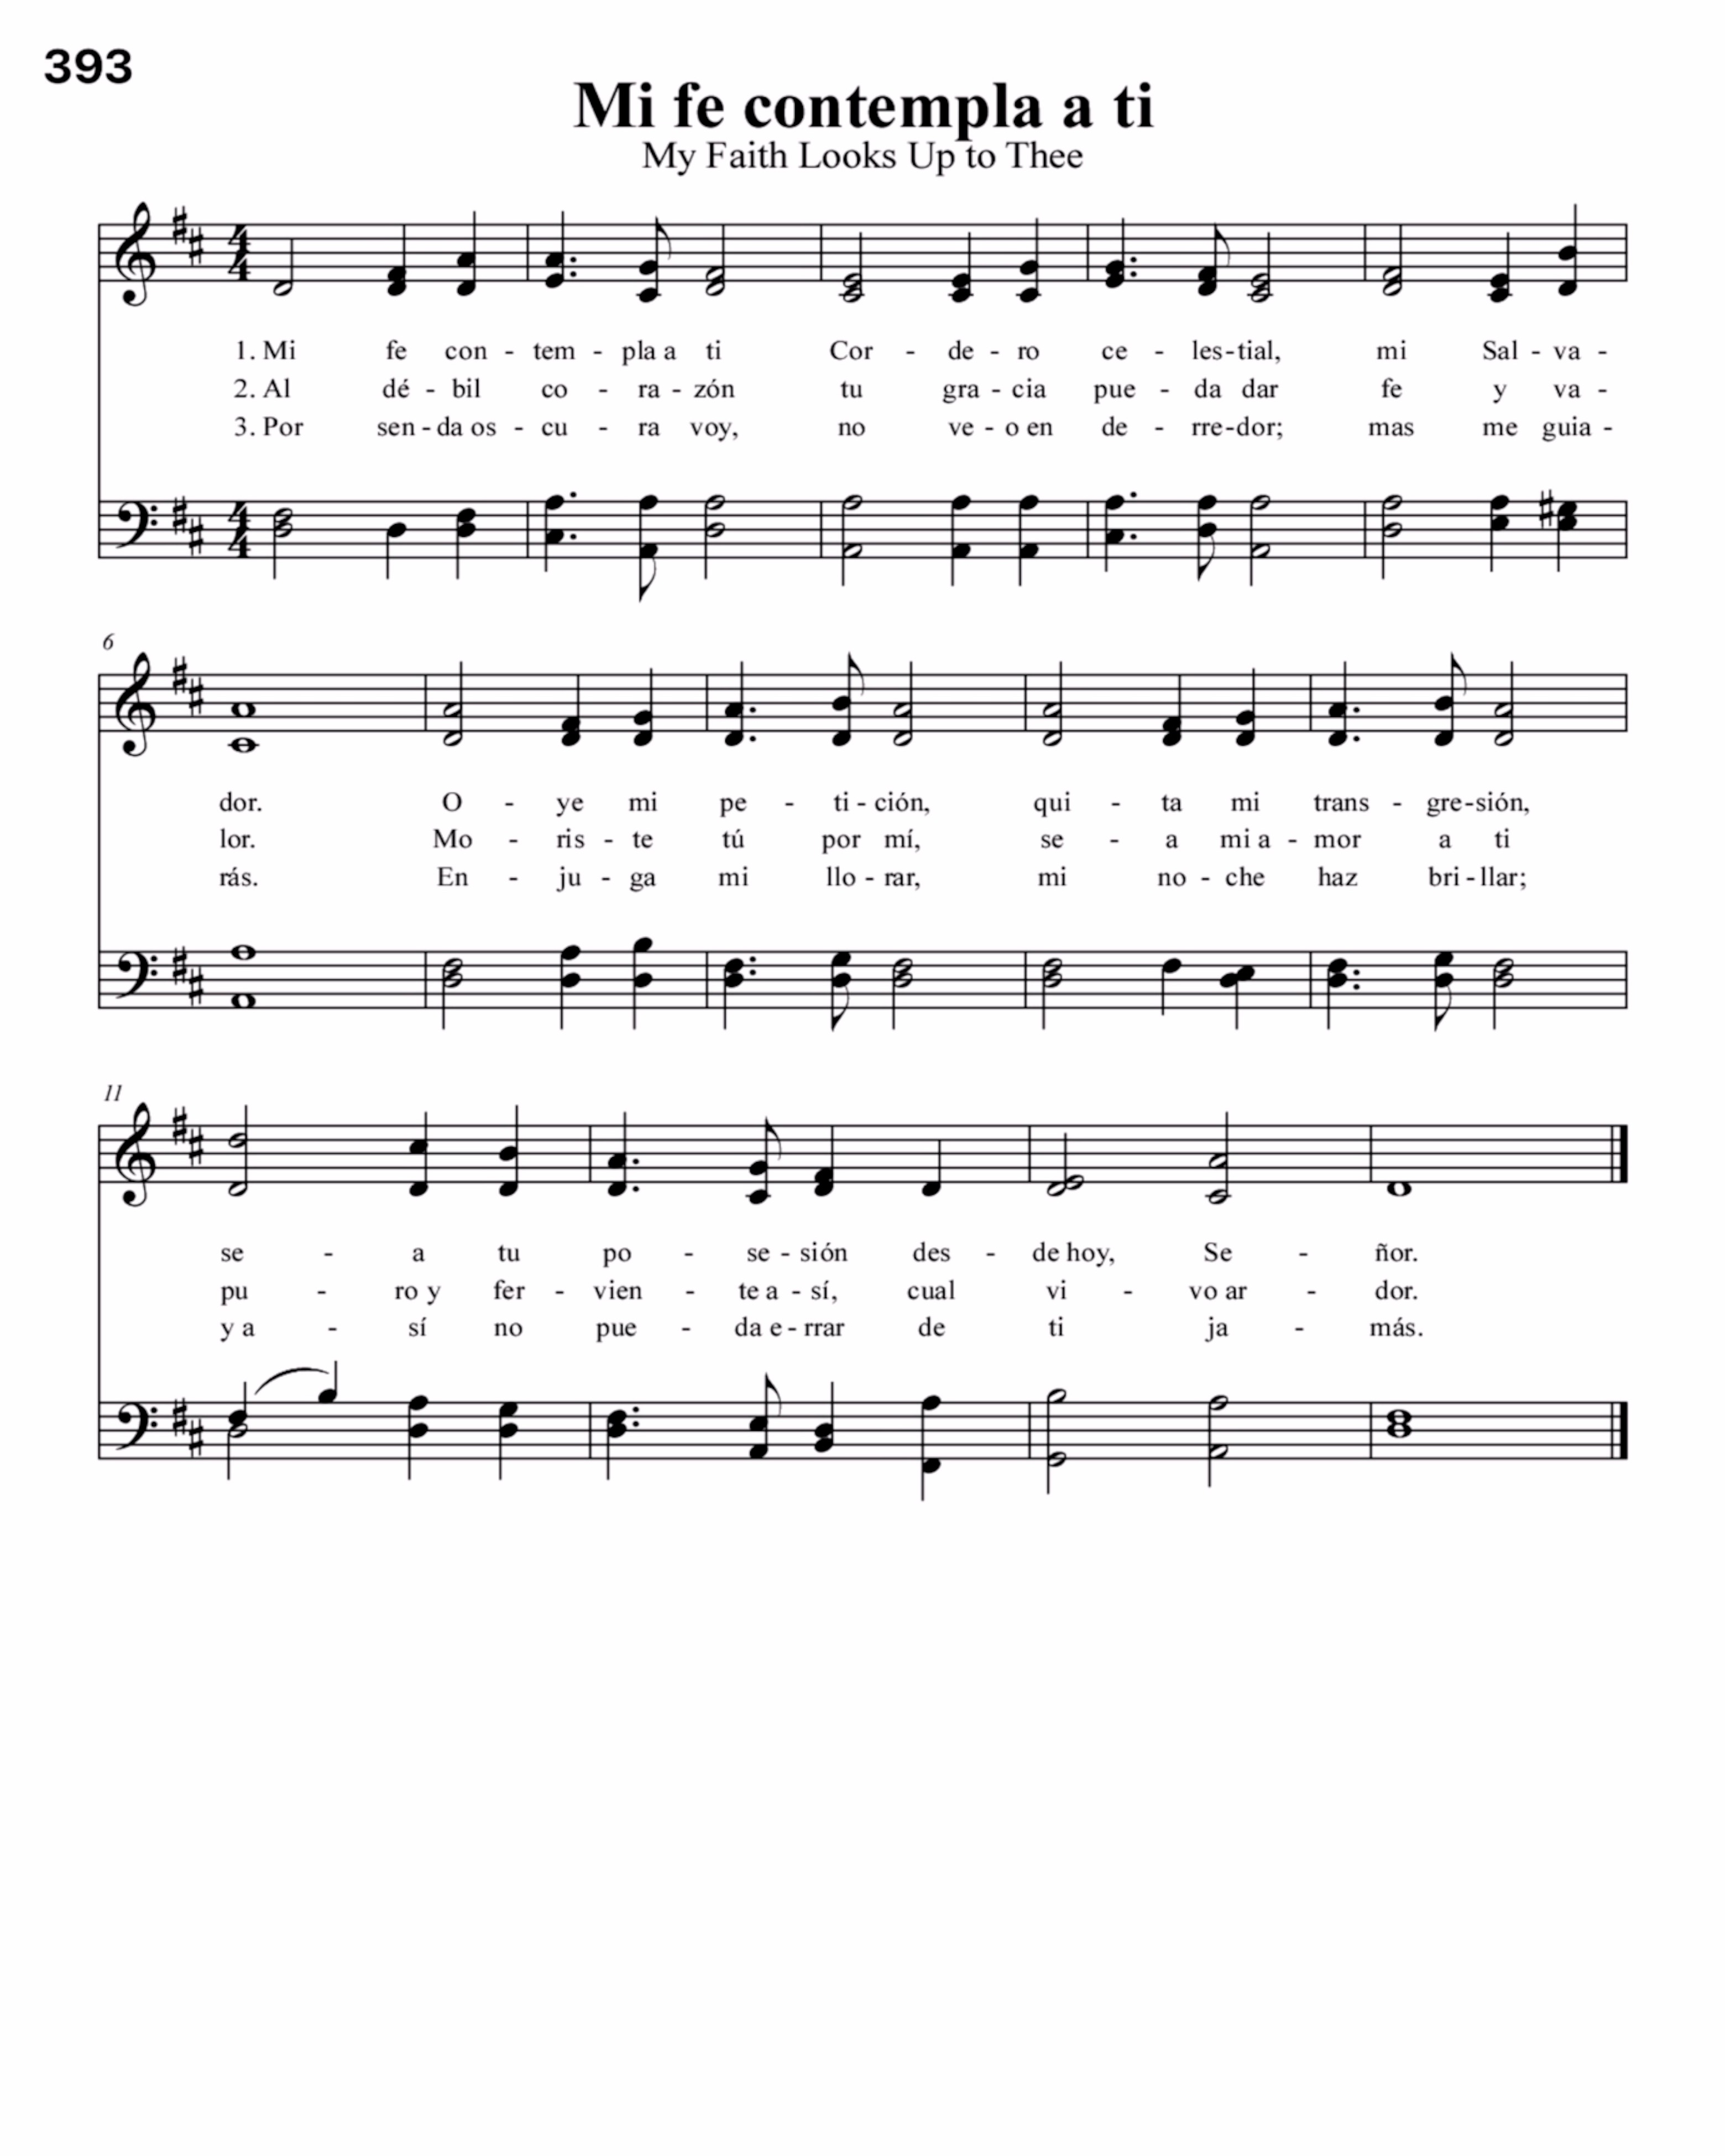 393
Mi fe contempla a ti
My Faith Looks Up to Thee
4 4
1. Mi fe con - tem - pla a ti Cor - de - ro ce - les - tial, mi Sal - va -
2. Al dé - bil co - ra - zón tu gra - cia pue - da dar fe y va -
3. Por sen - da os - cu - ra voy, no ve - o en de - rre - dor; mas me guia -
4 4
6
dor. O - ye mi pe - ti - ción, qui - ta mi trans - gre - sión,
lor. Mo - ris - te tú por mí, se - a mi a - mor a ti
rás. En - ju - ga mi llo - rar, mi no - che haz bri - llar;
11
se - a tu po - se - sión des - de hoy, Se - ñor.
pu - ro y fer - vien - te a - sí, cual vi - vo ar - dor.
y a - sí no pue - da e - rrar de ti ja - más.